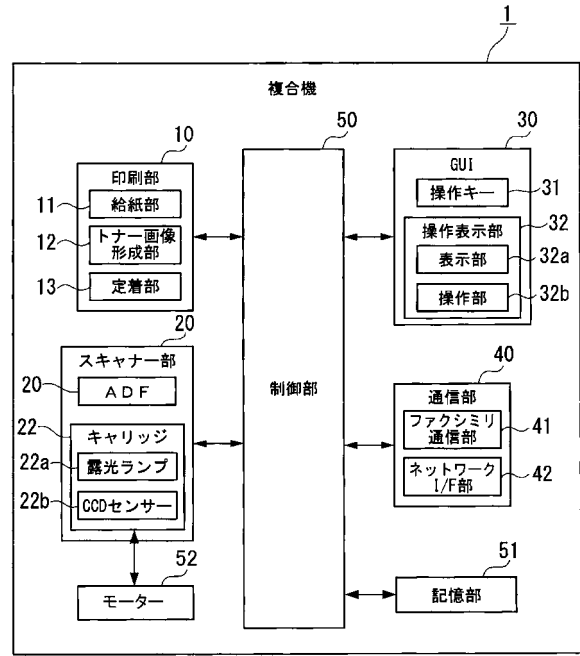 1
複合機
10
印刷部
11
給紙部
12
トナー画像
形成部
13
定着部
20
スキャナー部
20
ADF
22
キャリッジ
22a
露光ランプ
22b
CCDセンサー
52
モーター
50
制御部
30
GUI
操作キー
31
操作表示部
32
表示部
32a
操作部
32b
40
通信部
ファクシミリ
通信部
41
ネットワーク
I/F部
42
51
記憶部